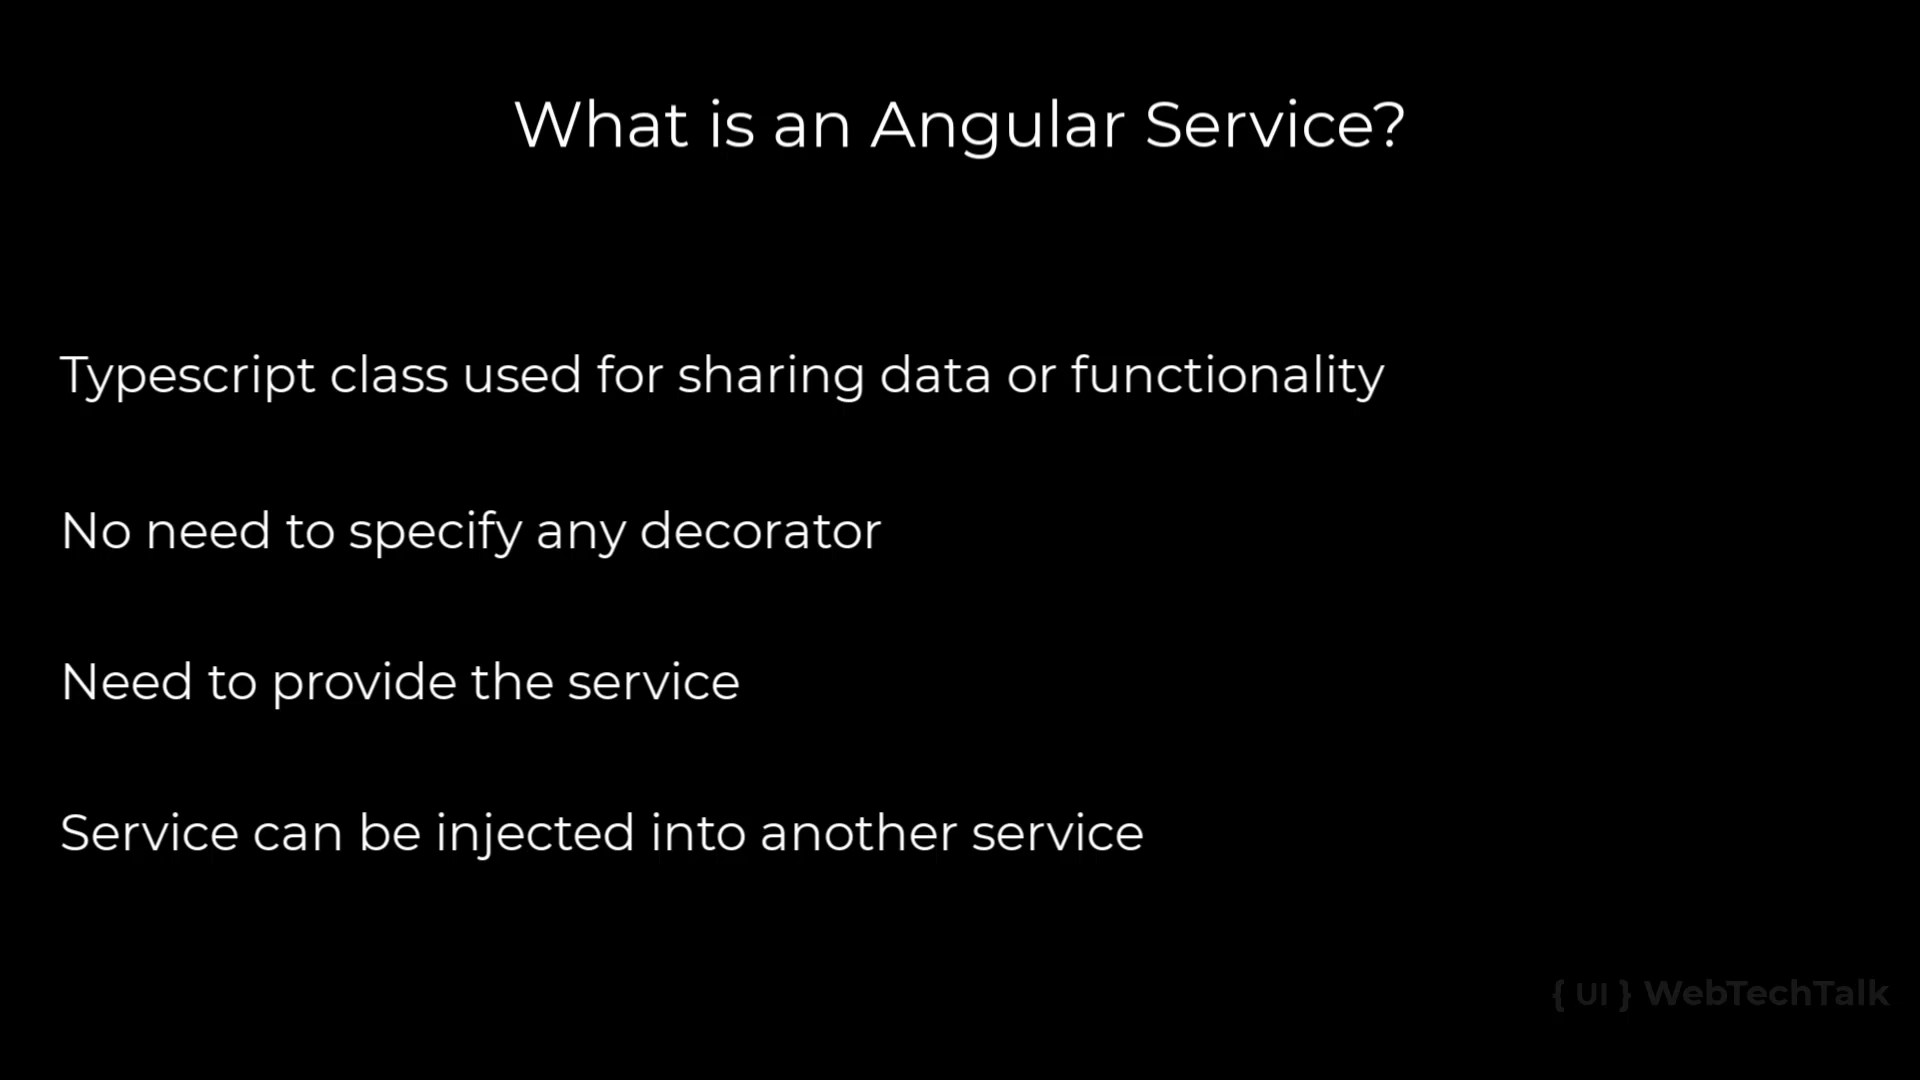 What is an Angular Service?
Typescript class used for sharing data or functionality
No need to specify any decorator
Need to provide the service
Service can be injected into another service
{ UI } WebTechTalk